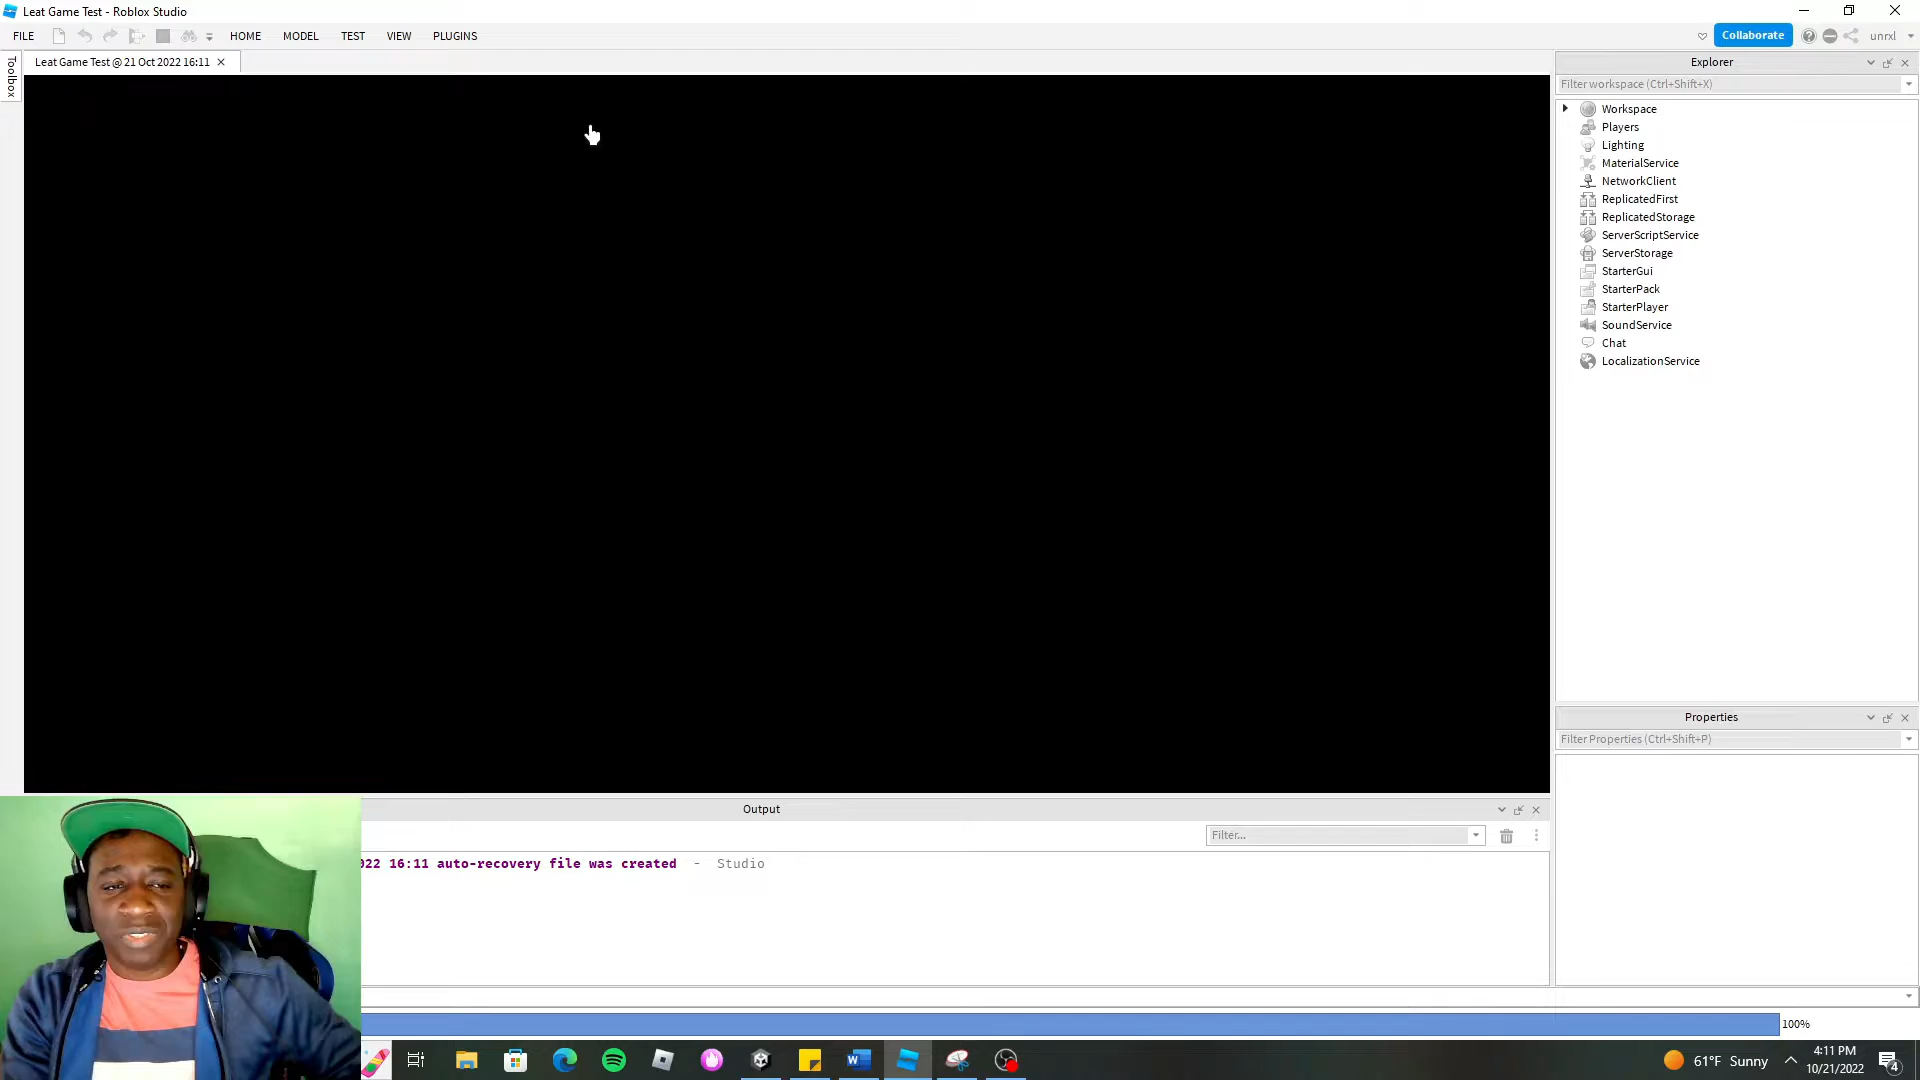 Leat Game Test - Roblox Studio
FILE HOME MODEL TEST VIEW PLUGINS Collaborate unrxl
Toolbox
Leat Game Test @ 21 Oct 2022 16:11
Explorer
Filter workspace (Ctrl+Shift+X)
Workspace
Players
Lighting
MaterialService
NetworkClient
ReplicatedFirst
ReplicatedStorage
ServerScriptService
ServerStorage
StarterGui
StarterPack
StarterPlayer
SoundService
Chat
LocalizationService
Properties
Filter Properties (Ctrl+Shift+P)
Output
Filter...
022 16:11 auto-recovery file was created - Studio
100%
61°F Sunny
4:11 PM
10/21/2022
4